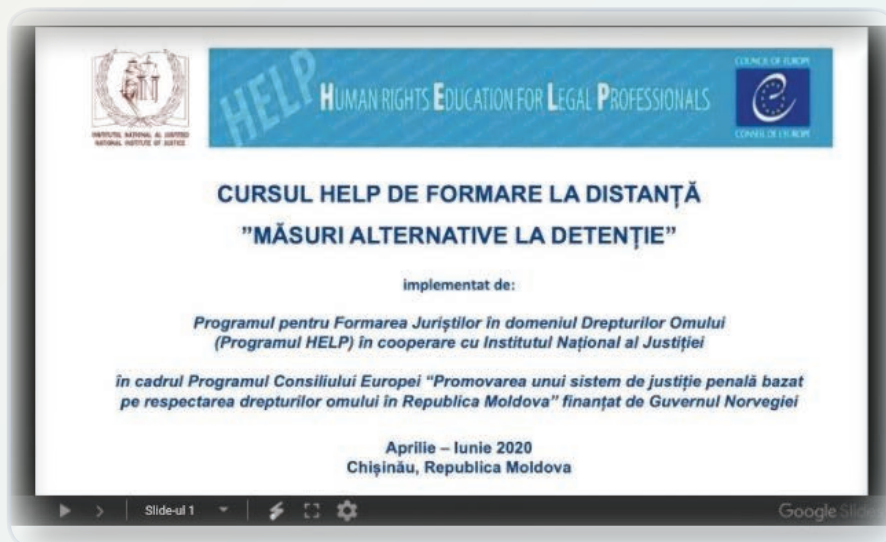 INSTITUTUL NAȚIONAL AL JUSTIȚIEI
NATIONAL INSTITUTE OF JUSTICE
HELP
HUMAN RIGHTS EDUCATION FOR LEGAL PROFESSIONALS
COUNCIL OF EUROPE
CONSEIL DE L'EUROPE
CURSUL HELP DE FORMARE LA DISTANȚĂ
”MĂSURI ALTERNATIVE LA DETENȚIE”
implementat de:
Programul pentru Formarea Juriștilor în domeniul Drepturilor Omului
(Programul HELP) în cooperare cu Institutul Național al Justiției
în cadrul Programul Consiliului Europei “Promovarea unui sistem de justiție penală bazat
pe respectarea drepturilor omului în Republica Moldova” finanțat de Guvernul Norvegiei
Aprilie – Iunie 2020
Chișinău, Republica Moldova
Slide-ul 1
Google Slides